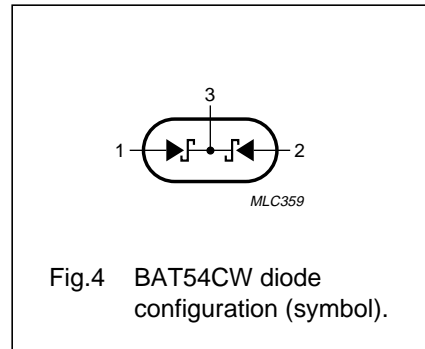 3
1 2
MLC359
Fig.4 BAT54CW diode
configuration (symbol).